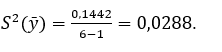 S²(ȳ) = 0,1442 / 6−1 = 0,0288.